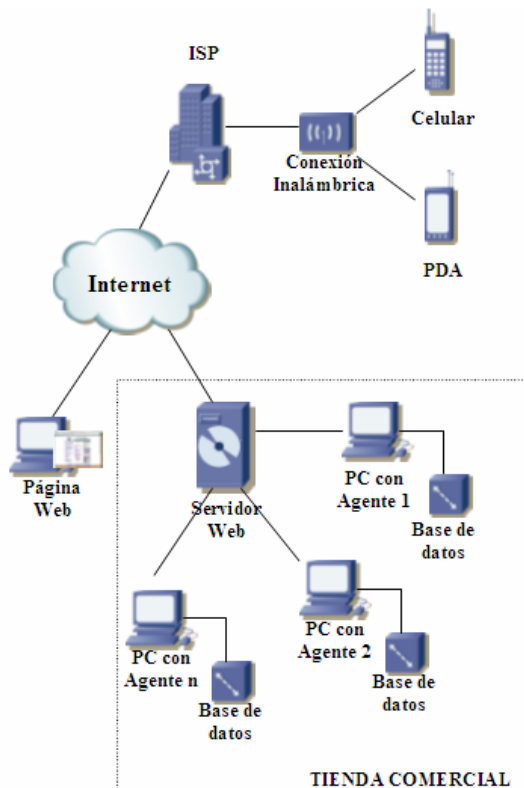 ISP
Celular
Conexión
Inalámbrica
PDA
Internet
Página
Web
Servidor
Web
PC con
Agente 1
Base de
datos
PC con
Agente 2
Base de
datos
PC con
Agente n
Base de
datos
TIENDA COMERCIAL